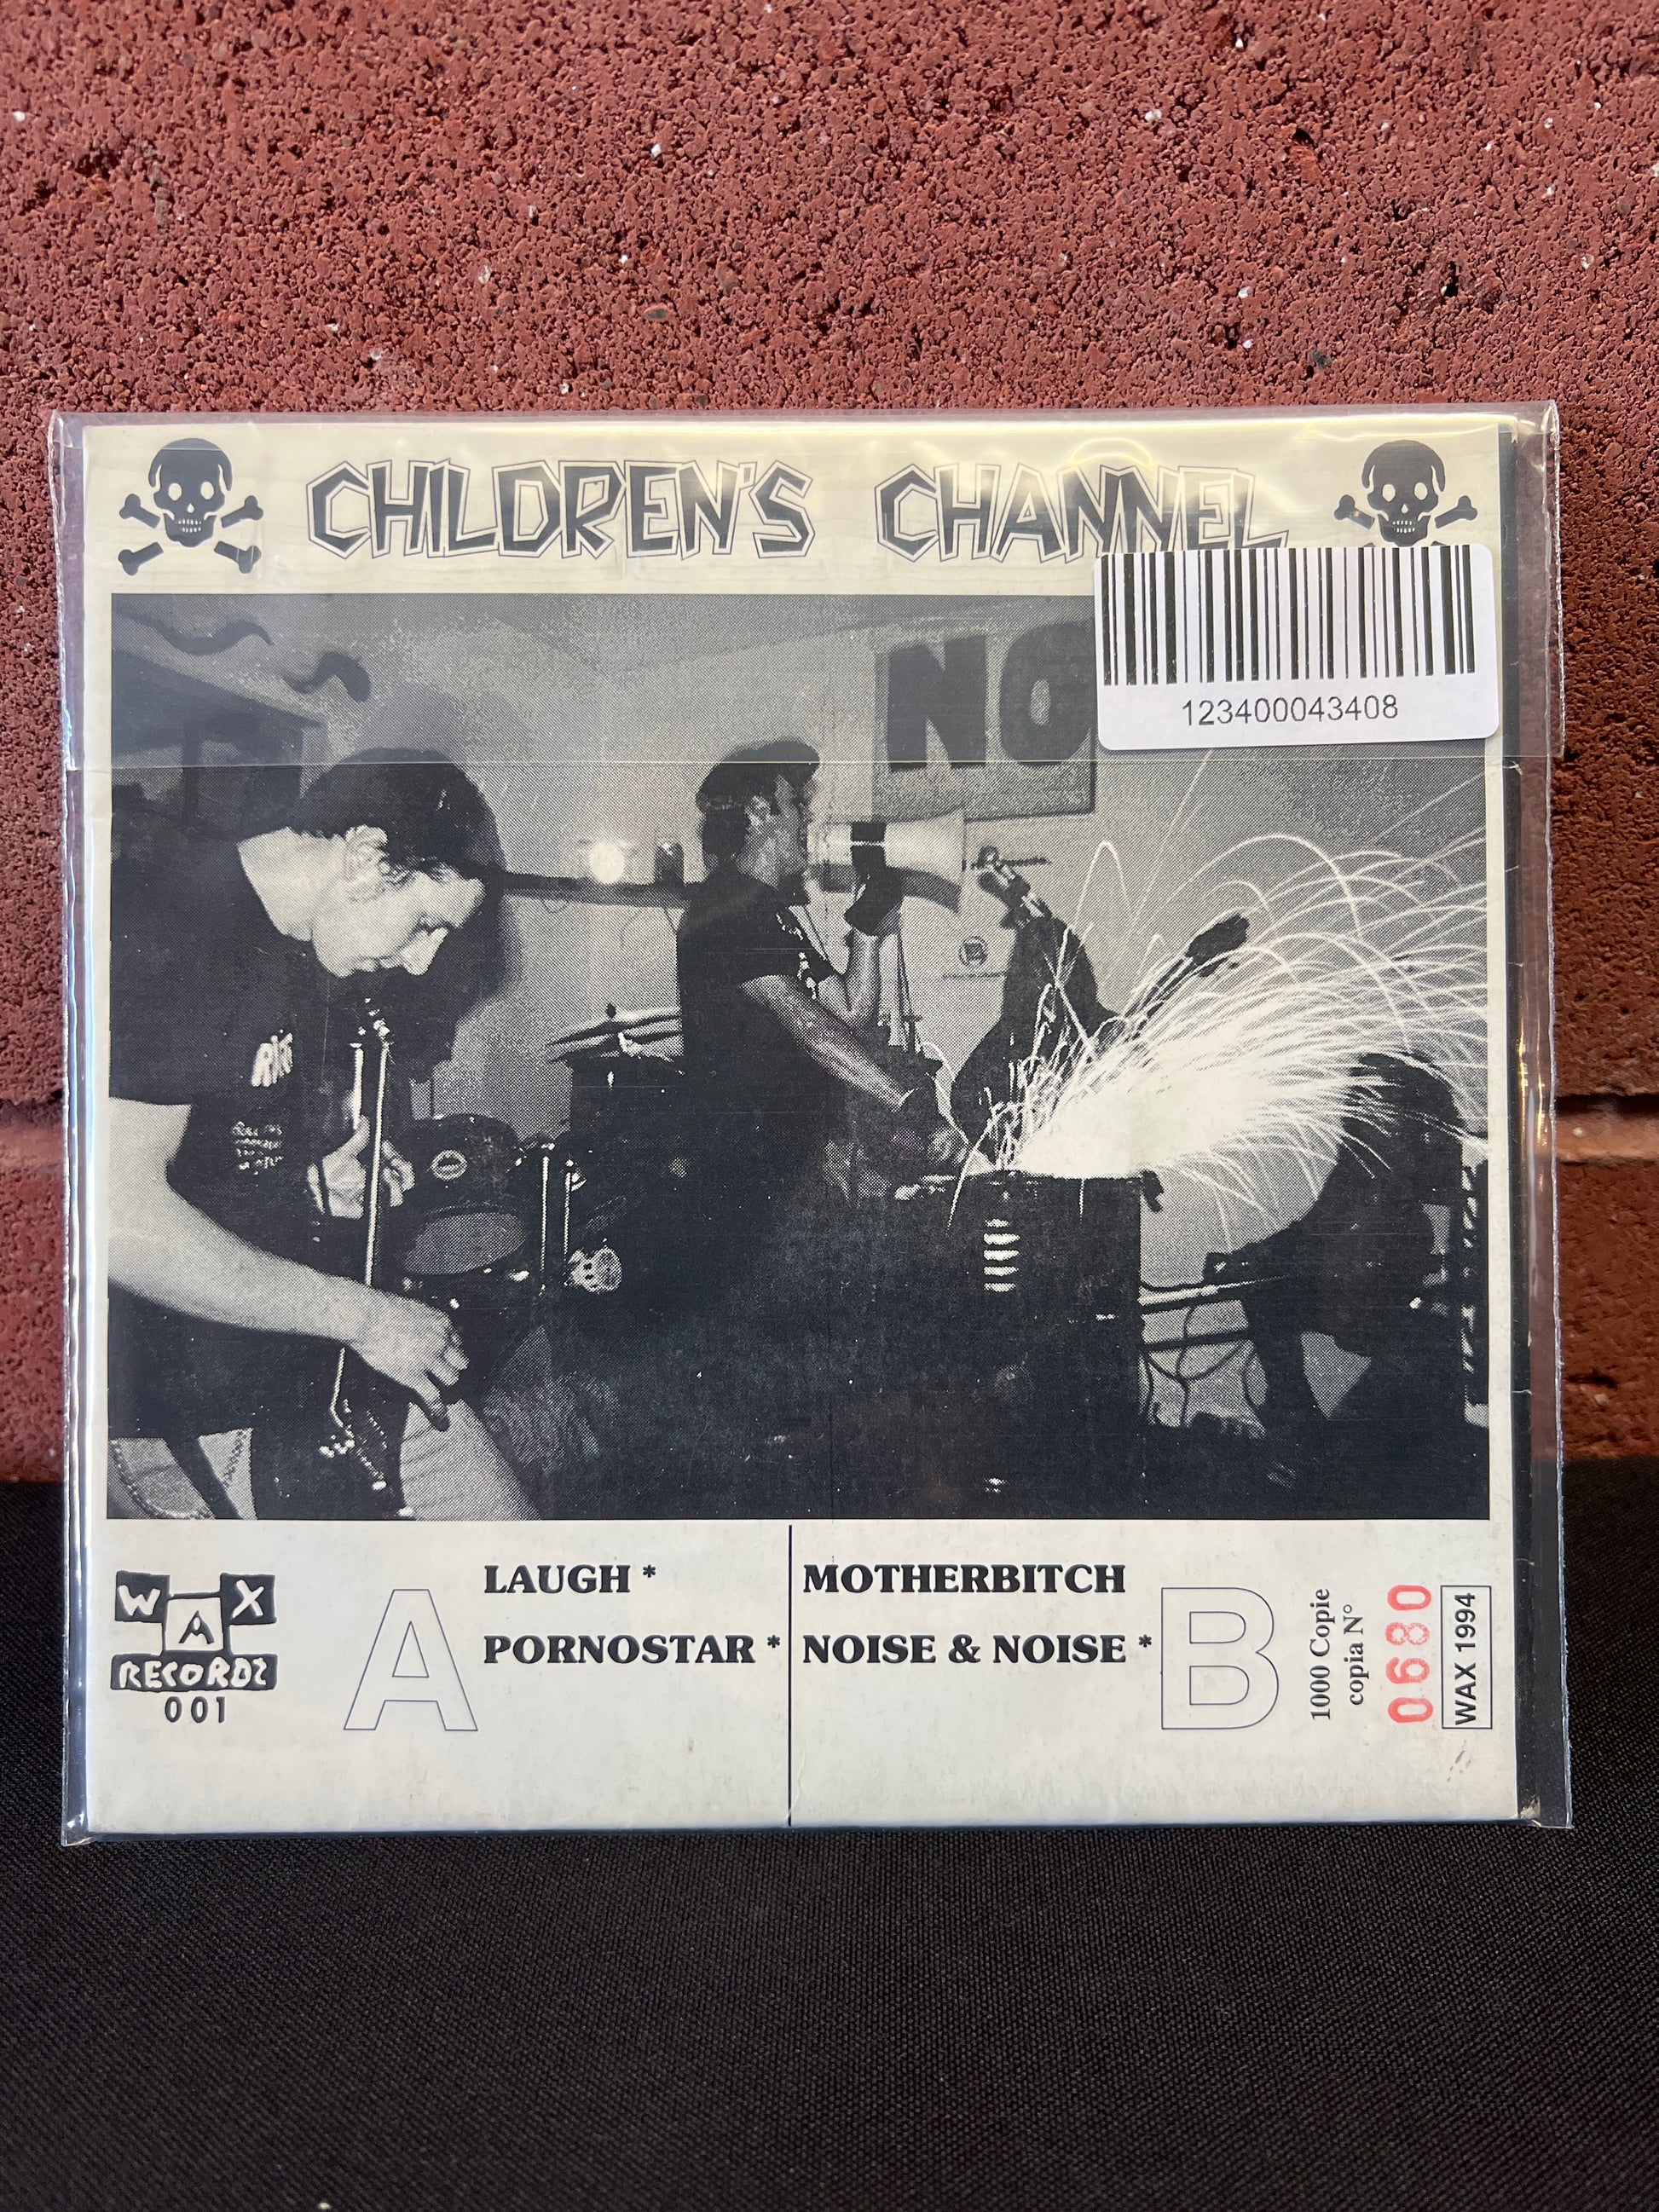 CHILDREN'S CHANNEL
123400043408
NO
WAX
RECORDZ
001
A
LAUGH *
PORNOSTAR *
MOTHERBITCH
NOISE & NOISE *
B
1000 Copie
copia N°
0680
WAX 1994